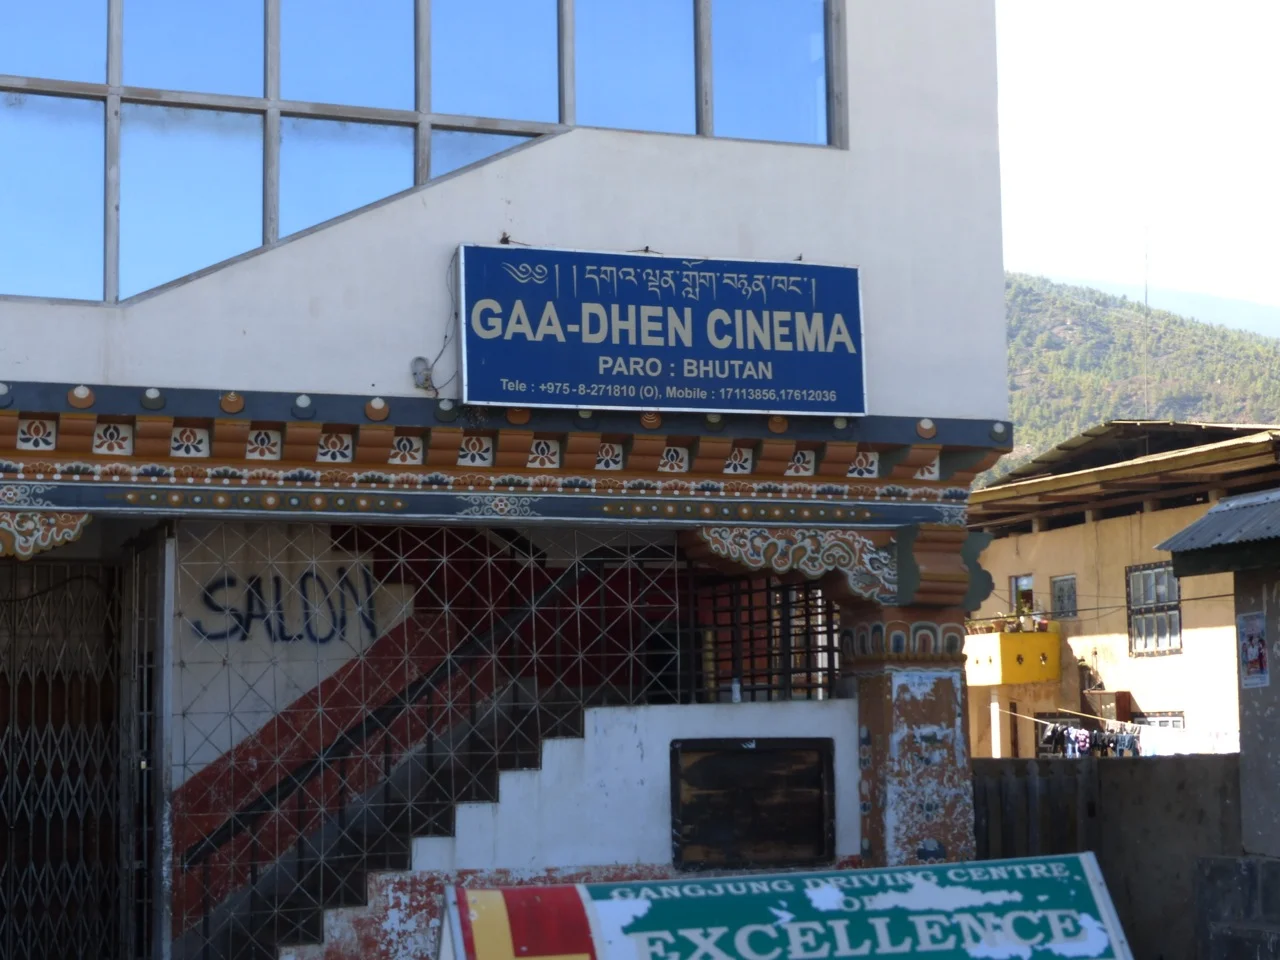 ༄༅། །དགའ་ལྡན་གློག་བརྙན་ཁང་།
GAA-DHEN CINEMA
PARO : BHUTAN
Tele : +975-8-271810 (O), Mobile : 17113856,17612036
SALON
GANGJUNG DRIVING CENTRE
OF
EXCELLENCE